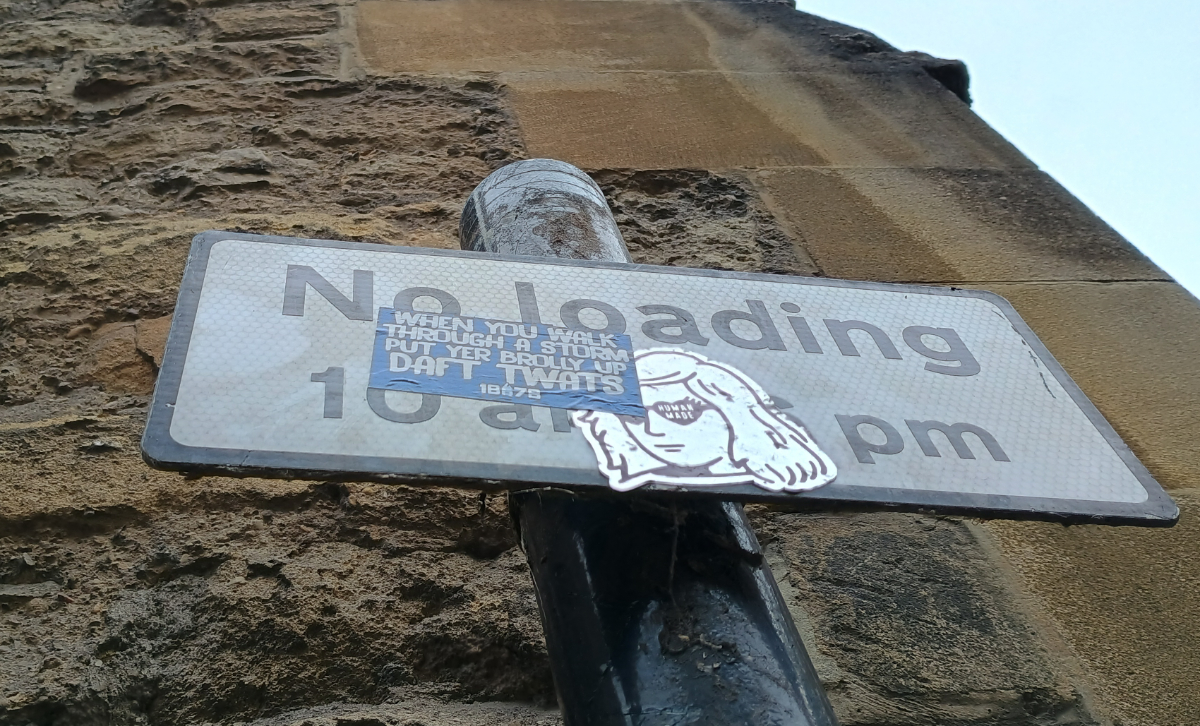 No loading
WHEN YOU WALK
THROUGH A STORM
PUT YER BROLLY UP
DAFT TWATS
10 pm
HUMAN
MADE